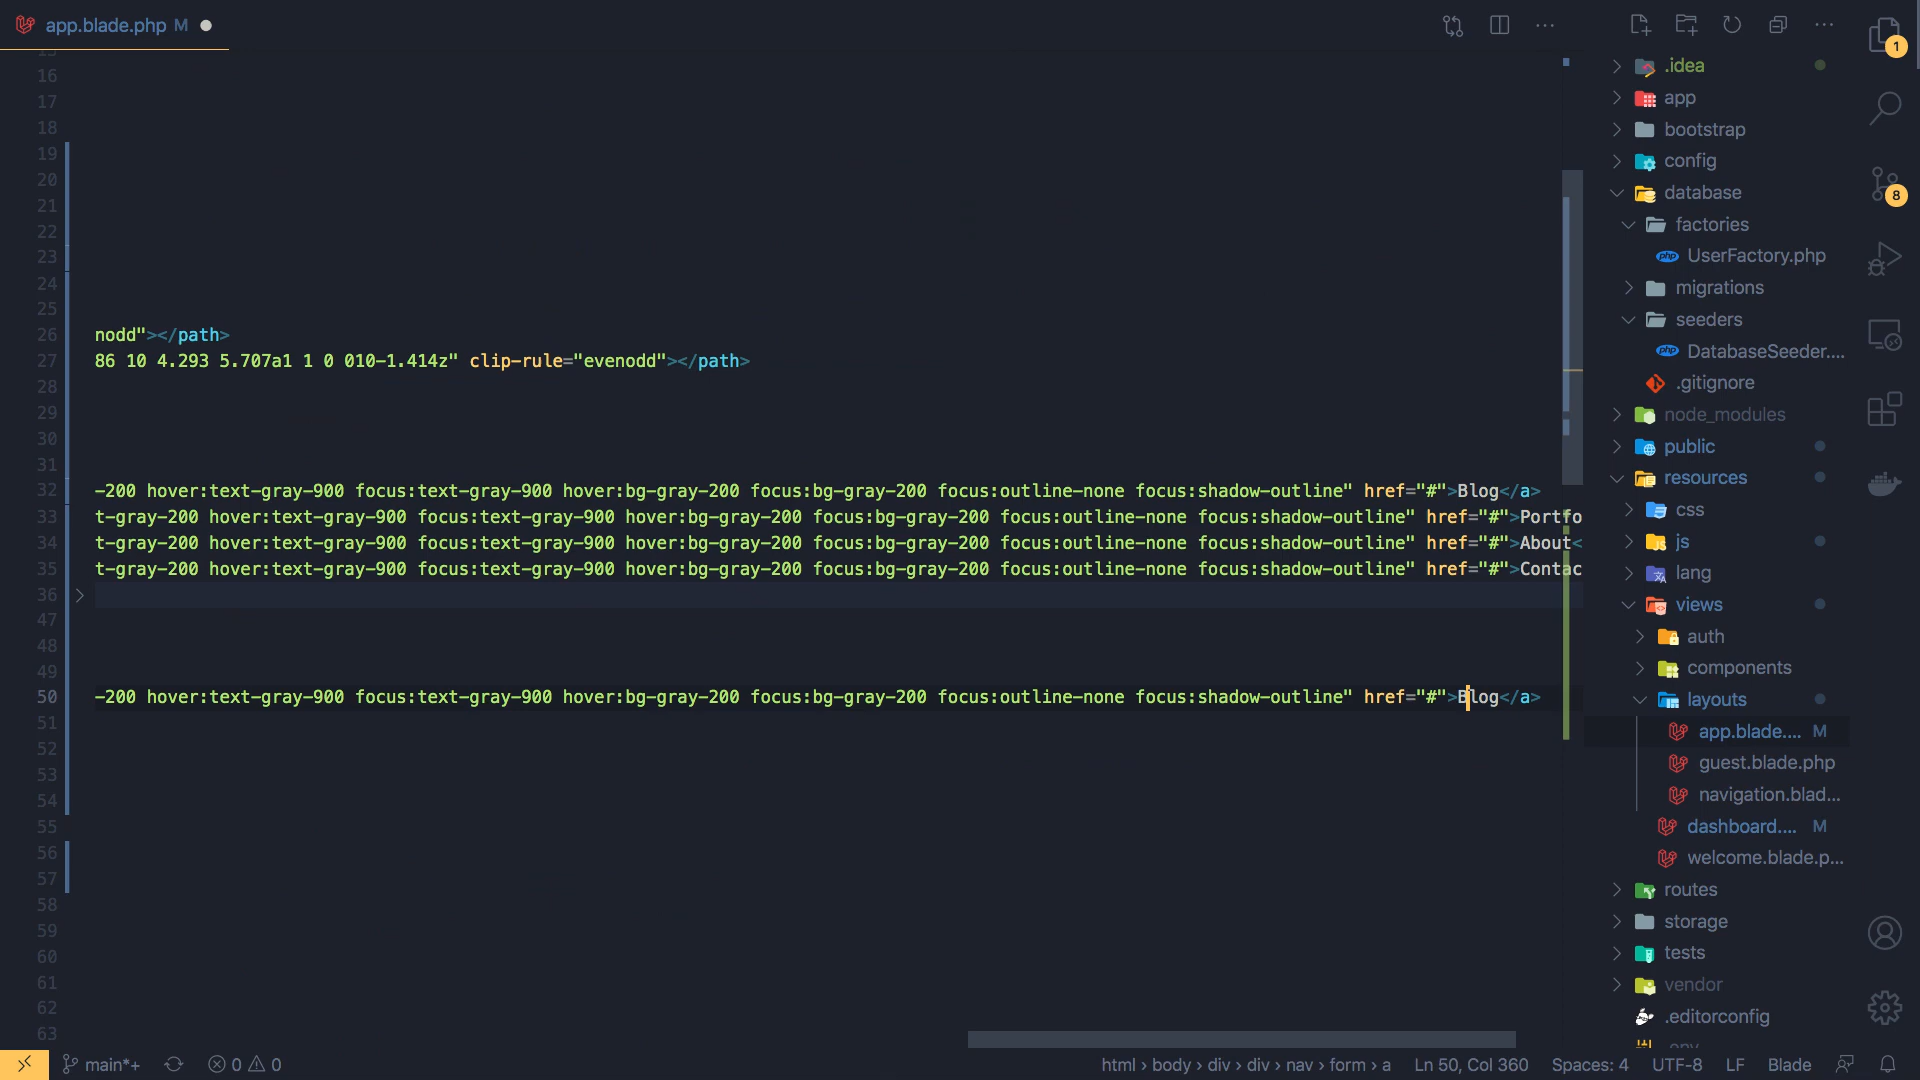 app.blade.php M
16
17
18
19
20
21
22
23
24
25
26 nodd"></path>
27 86 10 4.293 5.707a1 1 0 010-1.414z" clip-rule="evenodd"></path>
28
29
30
31
32 -200 hover:text-gray-900 focus:text-gray-900 hover:bg-gray-200 focus:bg-gray-200 focus:outline-none focus:shadow-outline" href="#">Blog</a>
33 t-gray-200 hover:text-gray-900 focus:text-gray-900 hover:bg-gray-200 focus:bg-gray-200 focus:outline-none focus:shadow-outline" href="#">Portfo
34 t-gray-200 hover:text-gray-900 focus:text-gray-900 hover:bg-gray-200 focus:bg-gray-200 focus:outline-none focus:shadow-outline" href="#">About<
35 t-gray-200 hover:text-gray-900 focus:text-gray-900 hover:bg-gray-200 focus:bg-gray-200 focus:outline-none focus:shadow-outline" href="#">Contac
36
47
48
49
50 -200 hover:text-gray-900 focus:text-gray-900 hover:bg-gray-200 focus:bg-gray-200 focus:outline-none focus:shadow-outline" href="#">Blog</a>
51
52
53
54
55
56
57
58
59
60
61
62
63
.idea
app
bootstrap
config
database
factories
UserFactory.php
migrations
seeders
DatabaseSeeder....
.gitignore
node_modules
public
resources
css
js
lang
views
auth
components
layouts
app.blade.... M
guest.blade.php
navigation.blad...
dashboard.... M
welcome.blade.p...
routes
storage
tests
vendor
.editorconfig
1
8
main*+ 0 0 html › body › div › div › nav › form › a Ln 50, Col 360 Spaces: 4 UTF-8 LF Blade